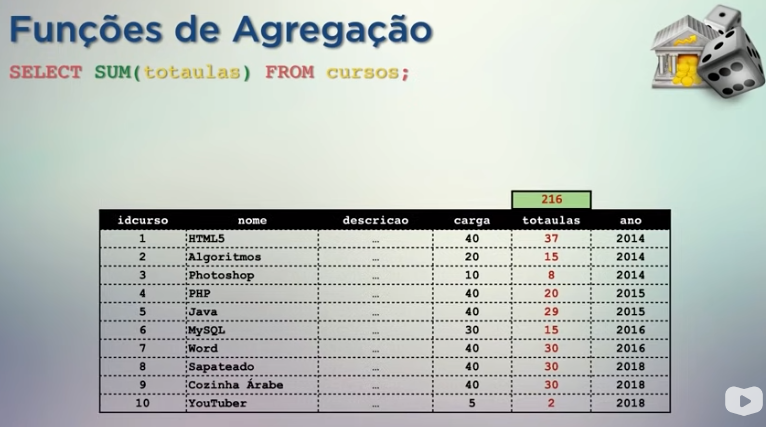 Funções de Agregação
SELECT SUM(totaulas) FROM cursos;
216
idcurso nome descricao carga totaulas ano
1 HTML5 … 40 37 2014
2 Algoritmos … 20 15 2014
3 Photoshop … 10 8 2014
4 PHP … 40 20 2015
5 Java … 40 29 2015
6 MySQL … 30 15 2016
7 Word … 40 30 2016
8 Sapateado … 40 30 2018
9 Cozinha Árabe … 40 30 2018
10 YouTuber … 5 2 2018